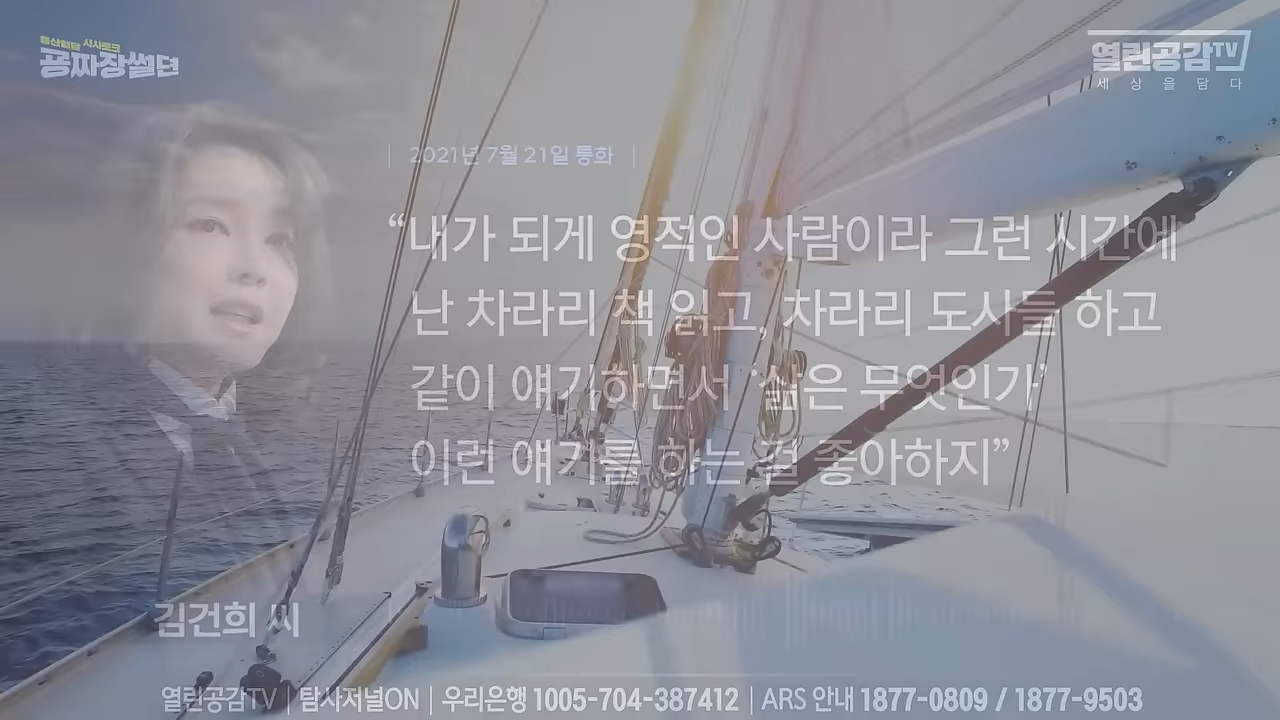 동산협담 시사토크
퐁짜장썰뎐
열린공감TV
세상을담다
2021년 7월 21일 통화
“내가 되게 영적인 사람이라 그런 시간에
난 차라리 책 읽고, 차라리 도사들 하고
같이 얘기하면서 ‘삶은 무엇인가’
이런 얘기를 하는 걸 좋아하지”
김건희 씨
열린공감TV | 탐사저널ON | 우리은행 1005-704-387412 | ARS 안내 1877-0809 / 1877-9503